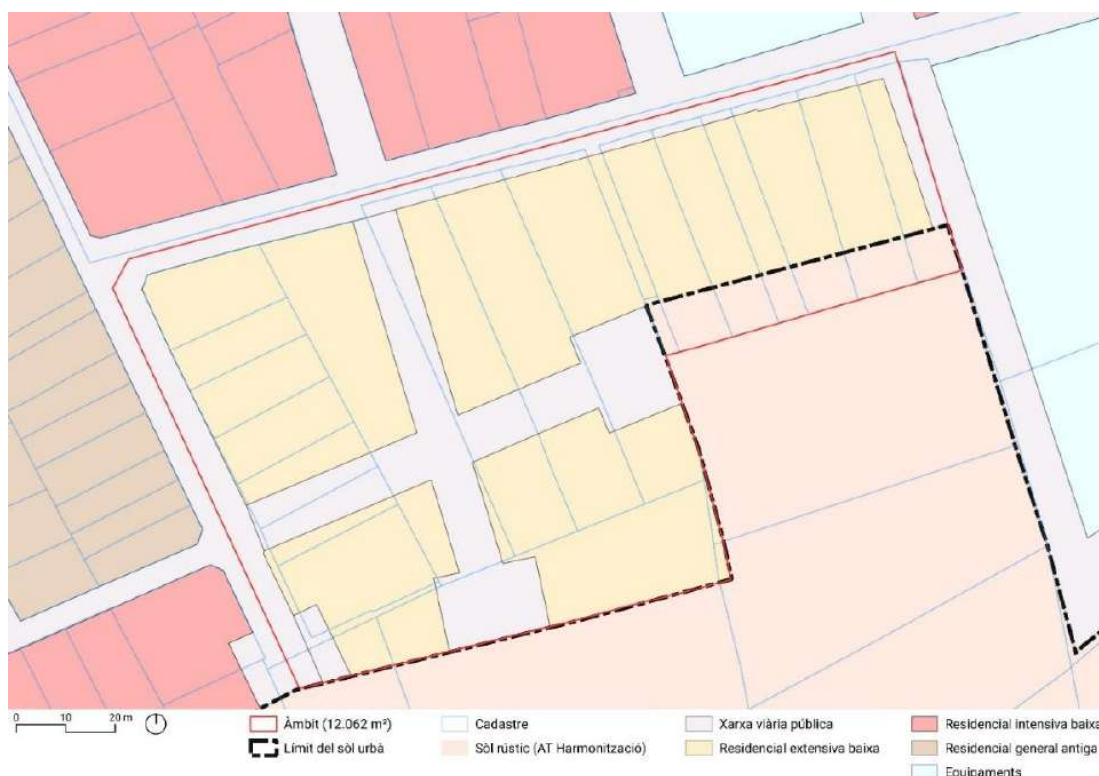 0 10 20 m
Àmbit (12.062 m²)
Límit del sòl urbà
Cadastre
Sòl rústic (AT Harmonització)
Xarxa viària pública
Residencial extensiva baixa
Residencial intensiva baixa
Residencial general antiga
Equipaments